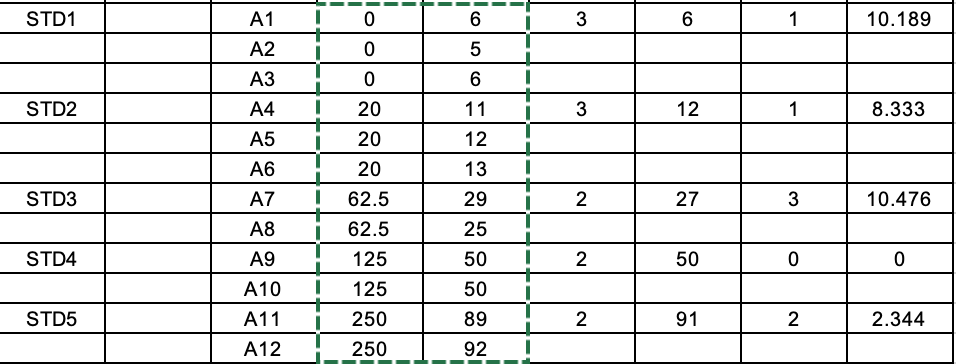 STD1 A1 0 6 3 6 1 10.189
A2 0 5
A3 0 6
STD2 A4 20 11 3 12 1 8.333
A5 20 12
A6 20 13
STD3 A7 62.5 29 2 27 3 10.476
A8 62.5 25
STD4 A9 125 50 2 50 0 0
A10 125 50
STD5 A11 250 89 2 91 2 2.344
A12 250 92